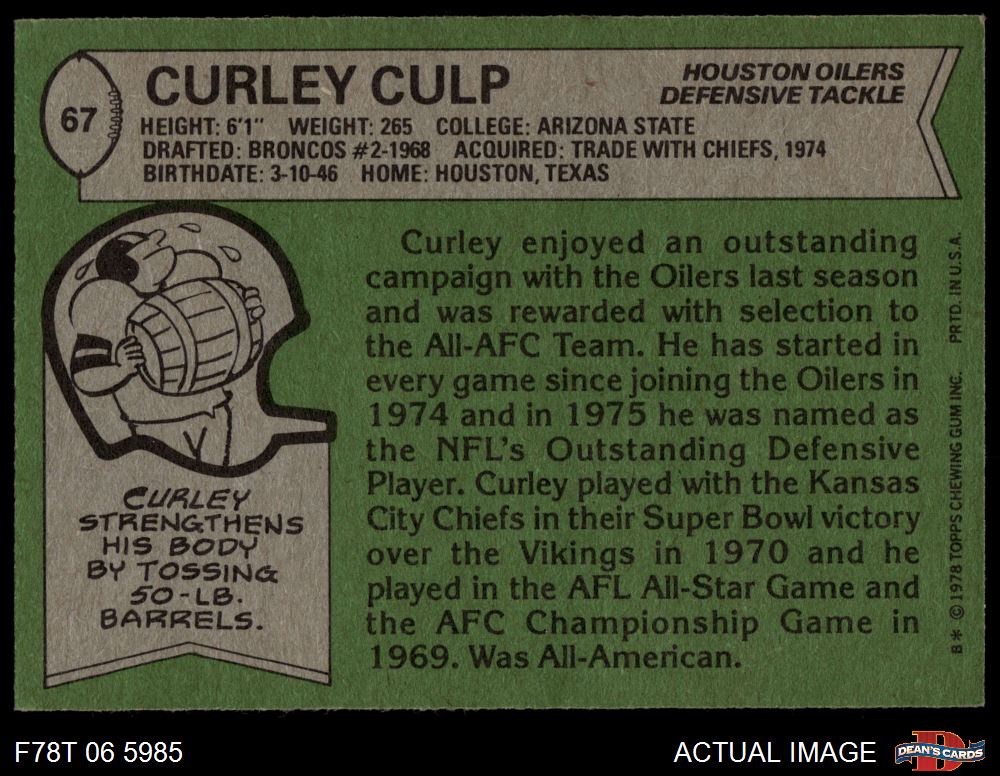 67
CURLEY CULP
HOUSTON OILERS
DEFENSIVE TACKLE
HEIGHT: 6'1" WEIGHT: 265 COLLEGE: ARIZONA STATE
DRAFTED: BRONCOS #2-1968 ACQUIRED: TRADE WITH CHIEFS, 1974
BIRTHDATE: 3-10-46 HOME: HOUSTON, TEXAS
CURLEY
STRENGTHENS
HIS BODY
BY TOSSING
50-LB.
BARRELS.
Curley enjoyed an outstanding
campaign with the Oilers last season
and was rewarded with selection to
the All-AFC Team. He has started in
every game since joining the Oilers in
1974 and in 1975 he was named as
the NFL's Outstanding Defensive
Player. Curley played with the Kansas
City Chiefs in their Super Bowl victory
over the Vikings in 1970 and he
played in the AFL All-Star Game and
the AFC Championship Game in
1969. Was All-American.
B* © 1978 TOPPS CHEWING GUM INC. PRTD. IN U.S.A.
F78T 06 5985
ACTUAL IMAGE
D
DEAN'S CARDS